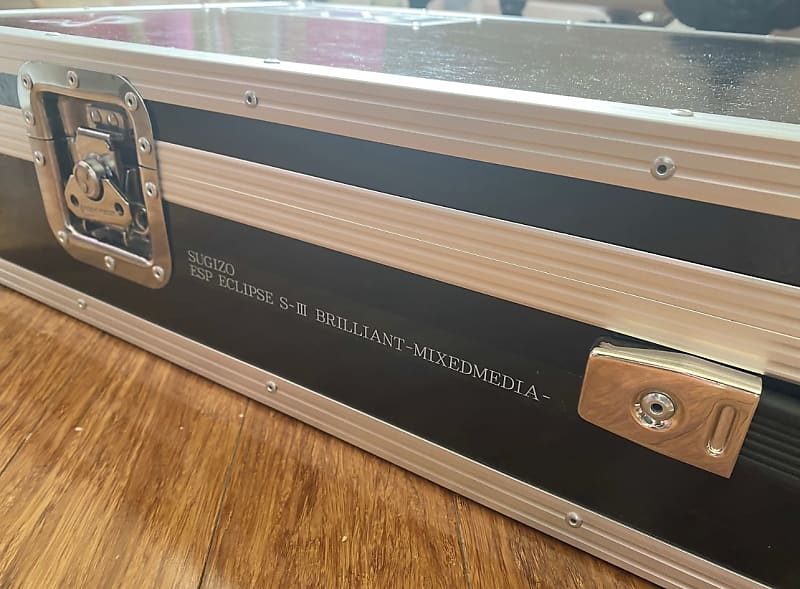 SUGIZO
ESP ECLIPSE S-Ⅲ BRILLIANT-MIXEDMEDIA-